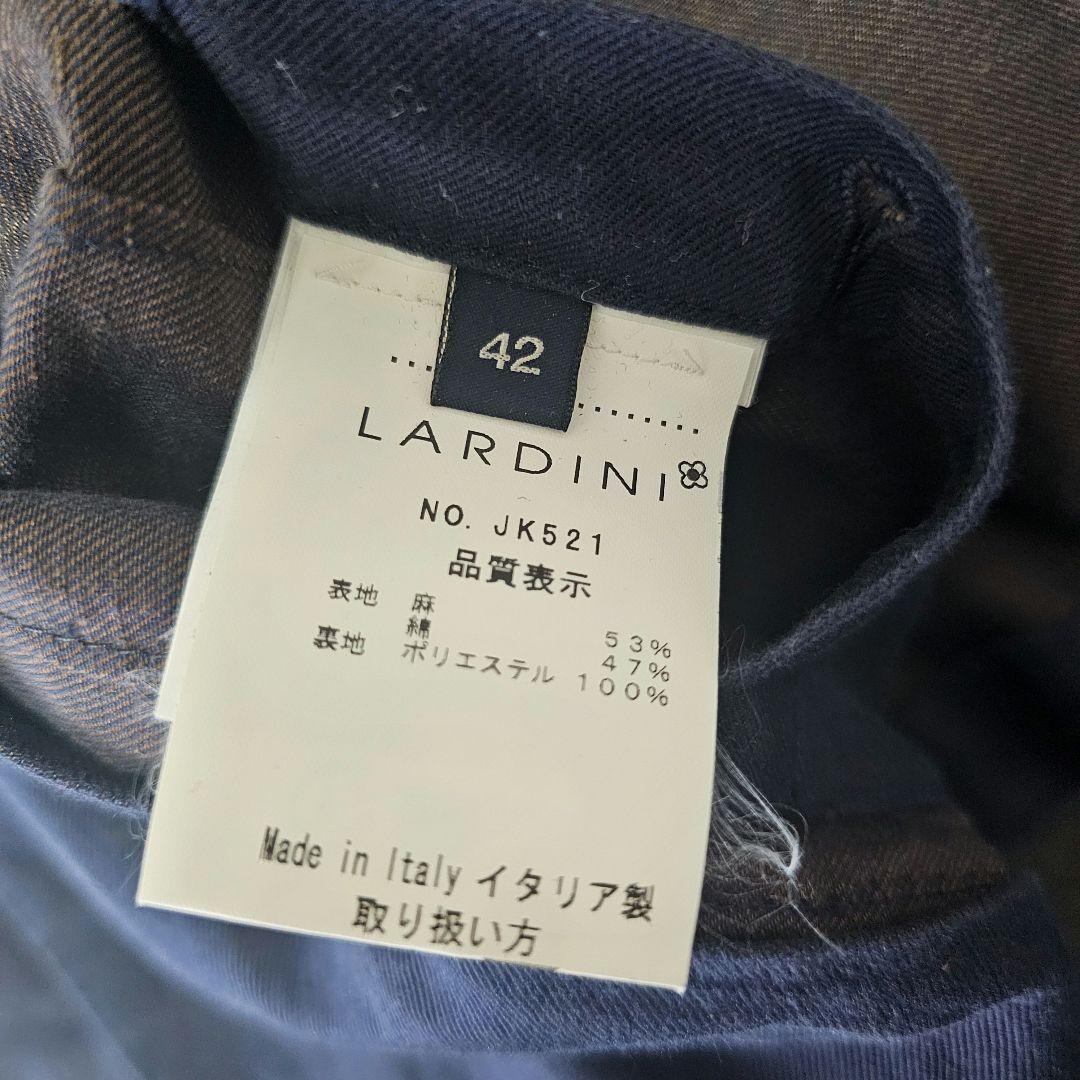 42
LARDINI
NO. JK521
品質表示
表地 麻 53%
綿 47%
裏地 ポリエステル 100%
Made in Italy イタリア製
取り扱い方